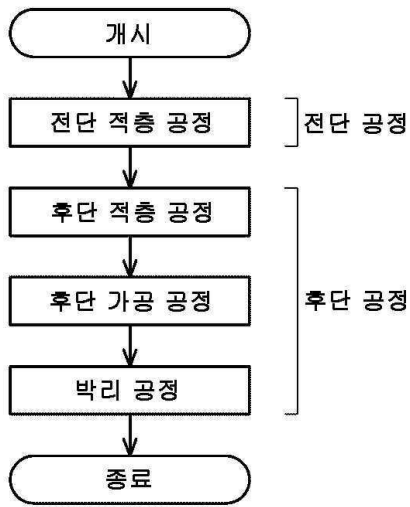 개시
전단 적층 공정
전단 공정
후단 적층 공정
후단 가공 공정
후단 공정
박리 공정
종료